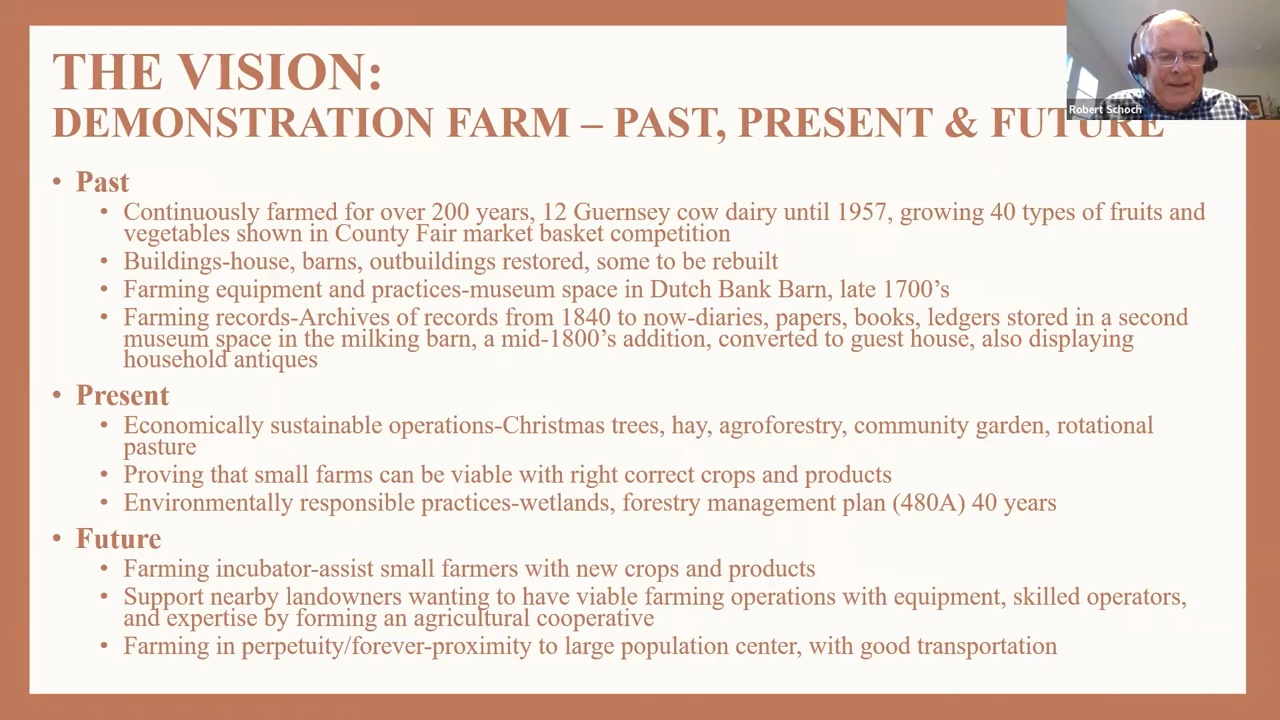 THE VISION:
DEMONSTRATION FARM – PAST, PRESENT & FUTURE
Robert Schoch
• Past
• Continuously farmed for over 200 years, 12 Guernsey cow dairy until 1957, growing 40 types of fruits and
vegetables shown in County Fair market basket competition
• Buildings-house, barns, outbuildings restored, some to be rebuilt
• Farming equipment and practices-museum space in Dutch Bank Barn, late 1700’s
• Farming records-Archives of records from 1840 to now-diaries, papers, books, ledgers stored in a second
museum space in the milking barn, a mid-1800’s addition, converted to guest house, also displaying
household antiques
• Present
• Economically sustainable operations-Christmas trees, hay, agroforestry, community garden, rotational
pasture
• Proving that small farms can be viable with right correct crops and products
• Environmentally responsible practices-wetlands, forestry management plan (480A) 40 years
• Future
• Farming incubator-assist small farmers with new crops and products
• Support nearby landowners wanting to have viable farming operations with equipment, skilled operators,
and expertise by forming an agricultural cooperative
• Farming in perpetuity/forever-proximity to large population center, with good transportation